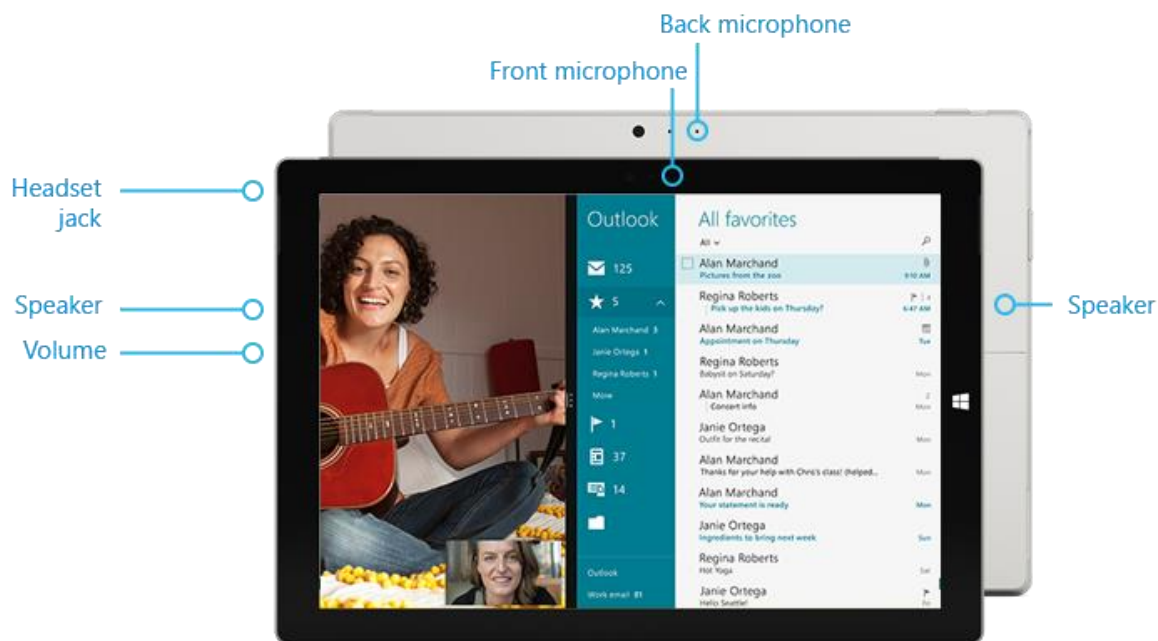 Back microphone
Front microphone
Headset
jack
Speaker
Volume
Speaker
Outlook
125
5
Alan Marchand 3
Janie Ortega 1
Regina Roberts 1
More
1
37
14
Outlook
Work email 81
All favorites
All
Alan Marchand
Pictures from the zoo 9:10 AM
Regina Roberts
Pick up the kids on Thursday? 6:47 AM
Alan Marchand
Appointment on Thursday Tue
Regina Roberts
Babysit on Saturday? Mon
Alan Marchand 2
Concert info Mon
Janie Ortega
Outfit for the recital Mon
Alan Marchand
Thanks for your help with Chris's class! (helped... Mon
Alan Marchand
Your statement is ready Mon
Janie Ortega
Ingredients to bring next week Sun
Regina Roberts
Hot Yoga Sat
Janie Ortega
Hello Seattle! Fri